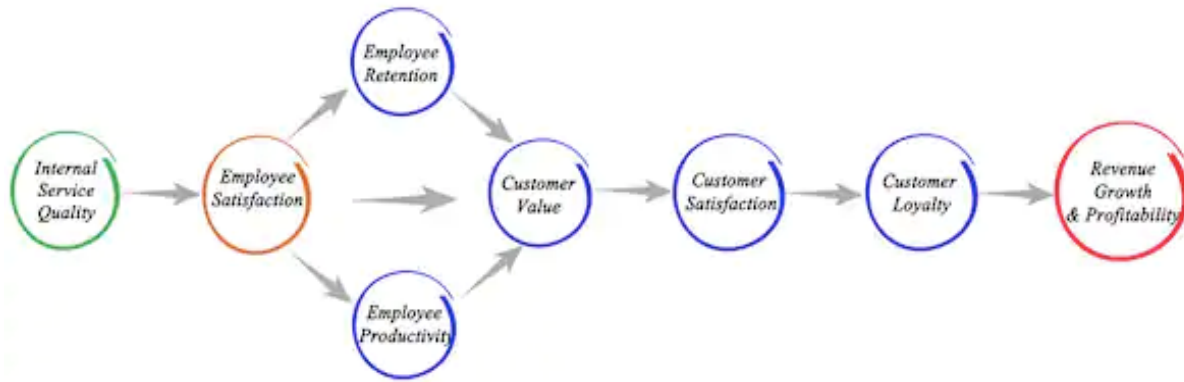 Employee
Retention
Internal
Service
Quality
Employee
Satisfaction
Customer
Value
Customer
Satisfaction
Customer
Loyalty
Revenue
Growth
& Profitability
Employee
Productivity